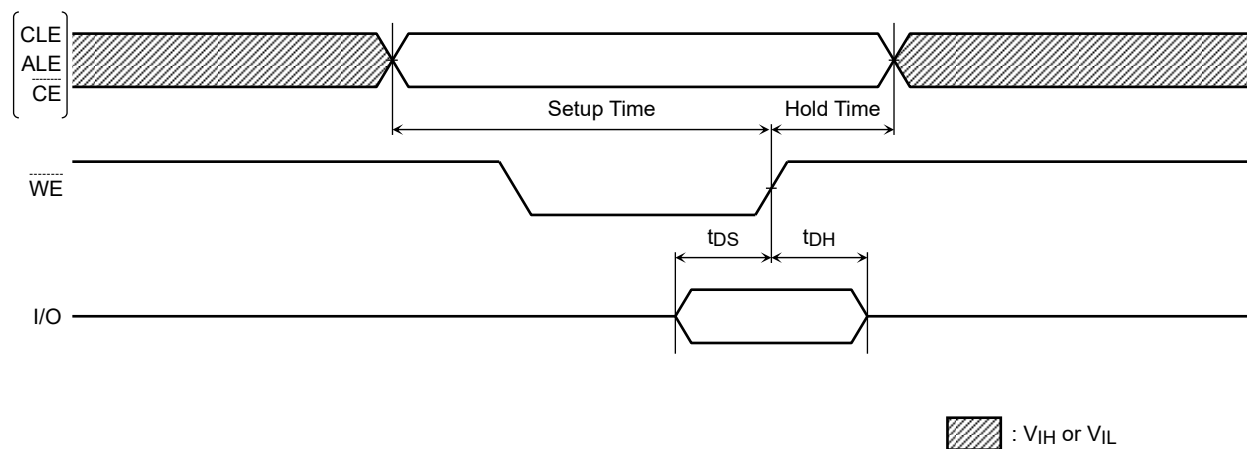 CLE
ALE
CE
Setup Time
Hold Time
WE
tDS
tDH
I/O
: VIH or VIL